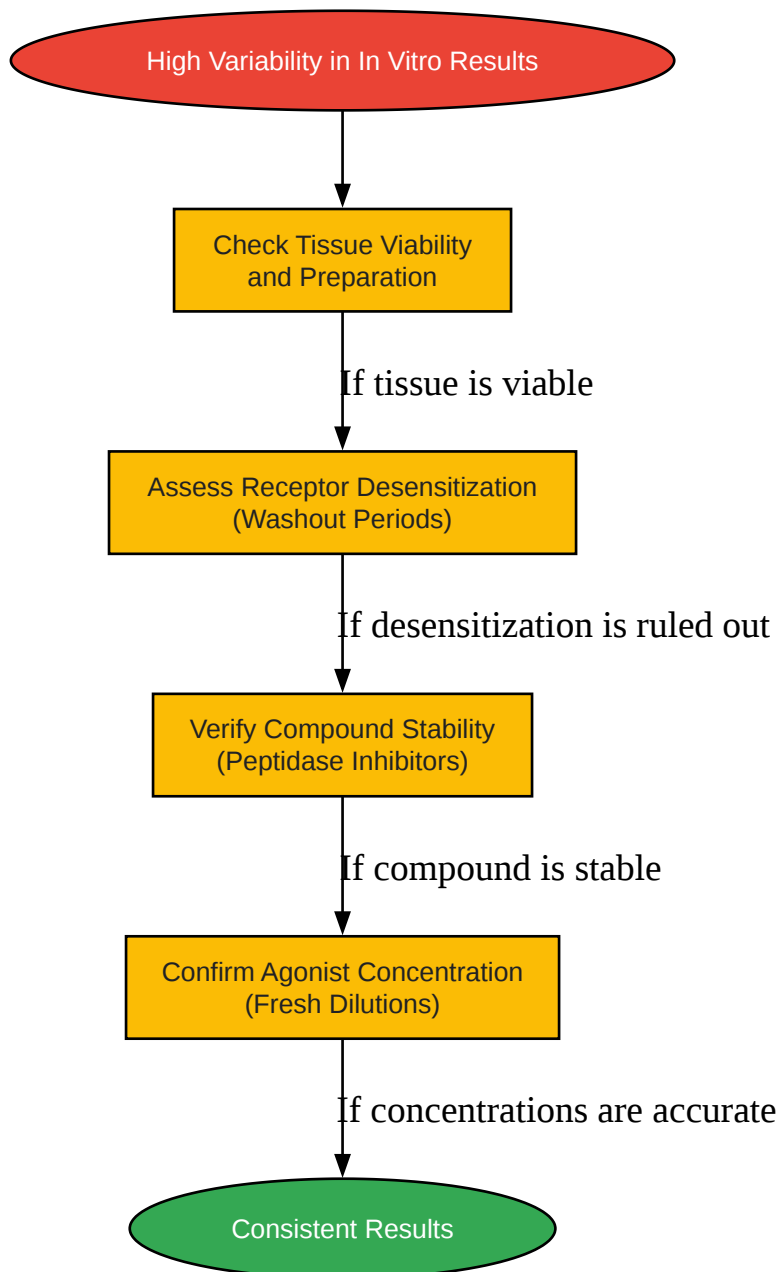 High Variability in In Vitro Results
Check Tissue Viability
and Preparation
If tissue is viable
Assess Receptor Desensitization
(Washout Periods)
If desensitization is ruled out
Verify Compound Stability
(Peptidase Inhibitors)
If compound is stable
Confirm Agonist Concentration
(Fresh Dilutions)
If concentrations are accurate
Consistent Results